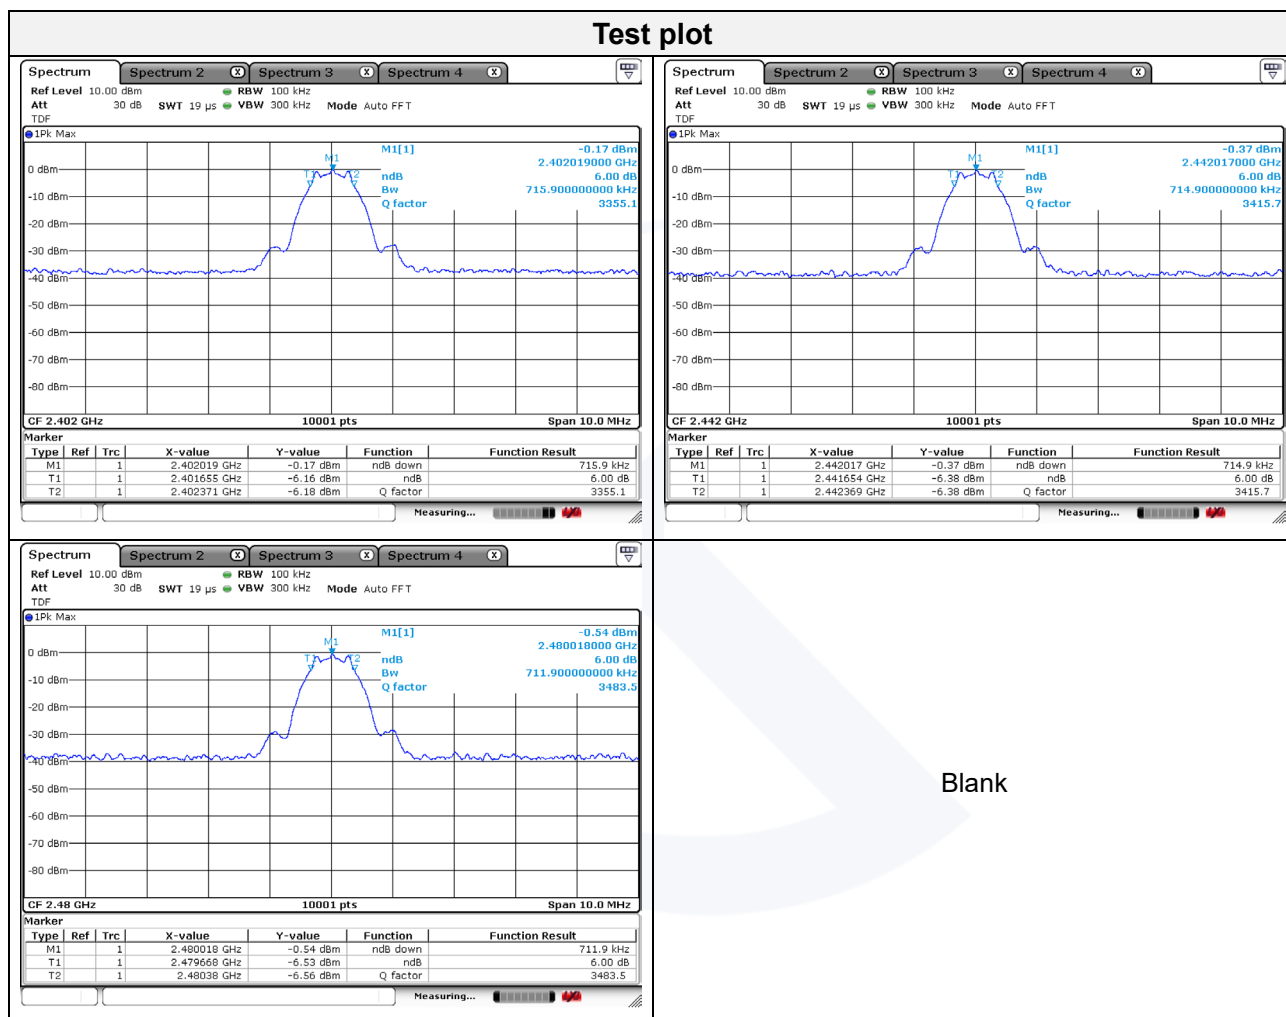 Test plot
Spectrum Spectrum 2 X Spectrum 3 X Spectrum 4 X
Ref Level 10.00 dBm RBW 100 kHz
Att 30 dB SWT 19 µs VBW 300 kHz Mode Auto FFT
TDF
1Pk Max
M1[1] -0.17 dBm
2.402019000 GHz
ndB 6.00 dB
Bw 715.900000000 kHz
Q factor 3355.1
M1
T1 T2
0 dBm
-10 dBm
-20 dBm
-30 dBm
-40 dBm
-50 dBm
-60 dBm
-70 dBm
-80 dBm
CF 2.402 GHz 10001 pts Span 10.0 MHz
Marker
Type Ref Trc X-value Y-value Function Function Result
M1 1 2.402019 GHz -0.17 dBm ndB down 715.9 kHz
T1 1 2.401655 GHz -6.16 dBm ndB 6.00 dB
T2 1 2.402371 GHz -6.18 dBm Q factor 3355.1
Measuring...
Spectrum Spectrum 2 X Spectrum 3 X Spectrum 4 X
Ref Level 10.00 dBm RBW 100 kHz
Att 30 dB SWT 19 µs VBW 300 kHz Mode Auto FFT
TDF
1Pk Max
M1[1] -0.37 dBm
2.442017000 GHz
ndB 6.00 dB
Bw 714.900000000 kHz
Q factor 3415.7
M1
T1 T2
0 dBm
-10 dBm
-20 dBm
-30 dBm
-40 dBm
-50 dBm
-60 dBm
-70 dBm
-80 dBm
CF 2.442 GHz 10001 pts Span 10.0 MHz
Marker
Type Ref Trc X-value Y-value Function Function Result
M1 1 2.442017 GHz -0.37 dBm ndB down 714.9 kHz
T1 1 2.441654 GHz -6.38 dBm ndB 6.00 dB
T2 1 2.442369 GHz -6.38 dBm Q factor 3415.7
Measuring...
Spectrum Spectrum 2 X Spectrum 3 X Spectrum 4 X
Ref Level 10.00 dBm RBW 100 kHz
Att 30 dB SWT 19 µs VBW 300 kHz Mode Auto FFT
TDF
1Pk Max
M1[1] -0.54 dBm
2.480018000 GHz
ndB 6.00 dB
Bw 711.900000000 kHz
Q factor 3483.5
M1
T1 T2
0 dBm
-10 dBm
-20 dBm
-30 dBm
-40 dBm
-50 dBm
-60 dBm
-70 dBm
-80 dBm
CF 2.48 GHz 10001 pts Span 10.0 MHz
Marker
Type Ref Trc X-value Y-value Function Function Result
M1 1 2.480018 GHz -0.54 dBm ndB down 711.9 kHz
T1 1 2.479668 GHz -6.53 dBm ndB 6.00 dB
T2 1 2.48038 GHz -6.56 dBm Q factor 3483.5
Measuring...
Blank